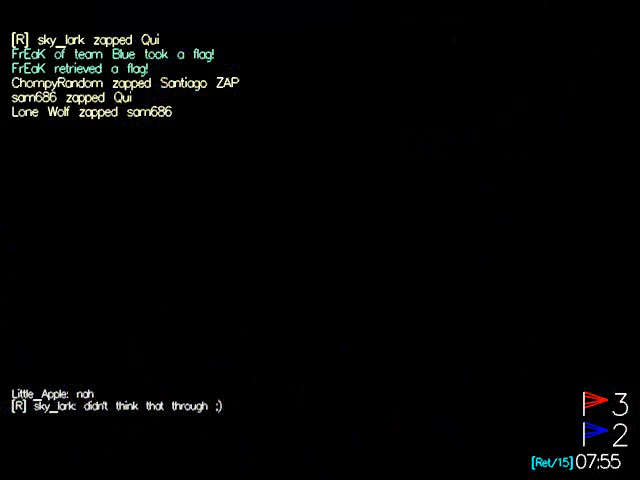 [R] sky_lark zapped Qui
FrEaK of team Blue took a flag!
FrEaK retrieved a flag!
ChompyRandom zapped Santiago ZAP
sam686 zapped Qui
Lone Wolf zapped sam686
Little_Apple: nah
[R] sky_lark: didn't think that through ;)
3
2
[Ret/15] 07:55